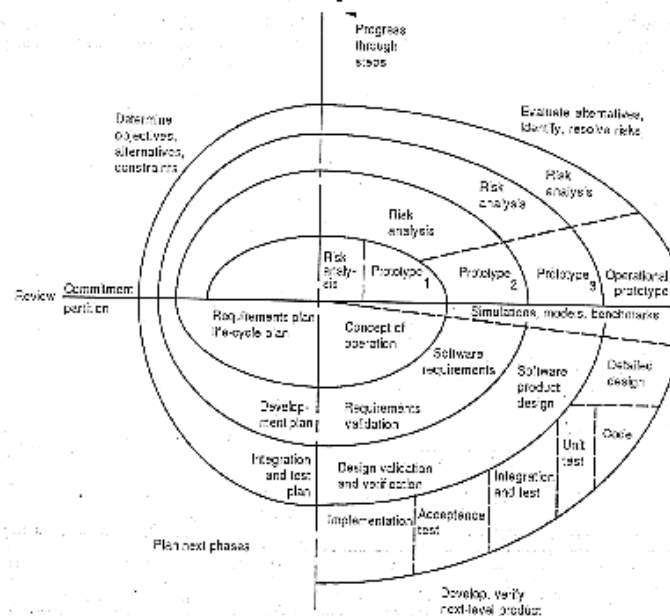 Progress
through
steps
Evaluate alternatives,
identify, resolve risks
Determine
objectives,
alternatives,
constraints
Risk
analysis
Risk
analysis
Risk
analysis
Risk
analy-
sis
Prototype
1
Prototype
2
Prototype
3
Operational
prototype
Review
Commitment
partition
Simulations, models, benchmarks
Requirements plan
life-cycle plan
Concept of
operation
Software
requirements
Software
product
design
Detailed
design
Develop-
ment plan
Requirements
validation
Code
Unit
test
Integration
and test
plan
Design validation
and verification
Integration
and test
Acceptance
test
Implementation
Plan next phases
Develop, verify
next-level product